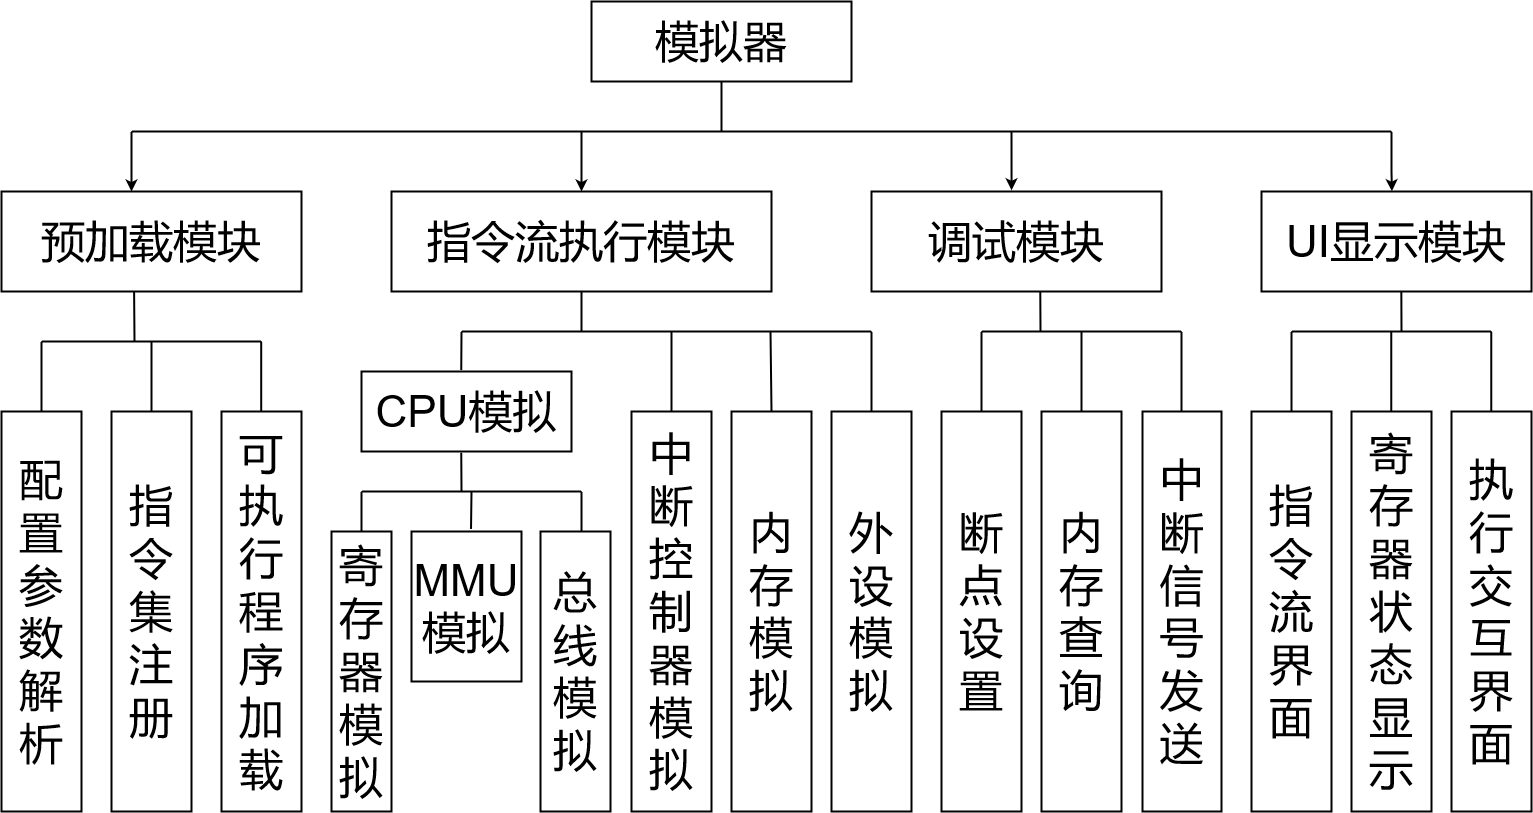 模拟器
预加载模块
指令流执行模块
调试模块
UI显示模块
配置参数解析
指令集注册
可执行程序加载
CPU模拟
寄存器模拟
MMU
模拟
总线模拟
中断控制器模拟
内存模拟
外设模拟
断点设置
内存查询
中断信号发送
指令流界面
寄存器状态显示
执行交互界面